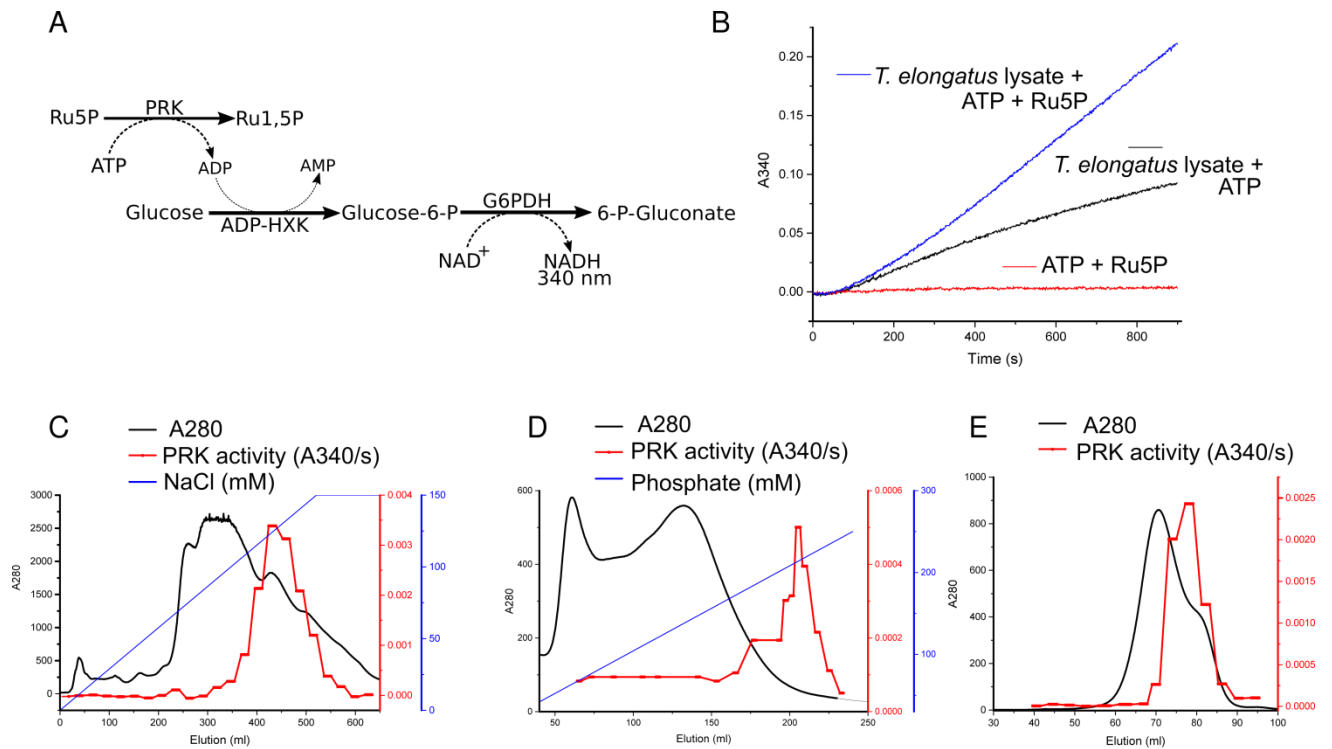 A
Ru5P
PRK
Ru1,5P
ATP
ADP
AMP
Glucose
ADP-HXK
Glucose-6-P
G6PDH
6-P-Gluconate
NAD+
NADH
340 nm
B
0.20
0.15
0.10
0.05
0.00
A340
T. elongatus lysate +
ATP + Ru5P
T. elongatus lysate +
ATP
ATP + Ru5P
0
200
400
600
800
Time (s)
C
A280
PRK activity (A340/s)
NaCl (mM)
3000
2500
2000
1500
1000
500
0
A280
0.004
0.003
0.002
0.001
0.000
150
100
50
0
0
100
200
300
400
500
600
Elution (ml)
D
A280
PRK activity (A340/s)
Phosphate (mM)
600
400
200
0
A280
0.0006
0.0004
0.0002
0.0000
300
200
100
50
100
150
200
250
Elution (ml)
E
A280
PRK activity (A340/s)
1000
800
600
400
200
0
A280
0.0025
0.0020
0.0015
0.0010
0.0005
0.0000
30
40
50
60
70
80
90
100
Elution (ml)